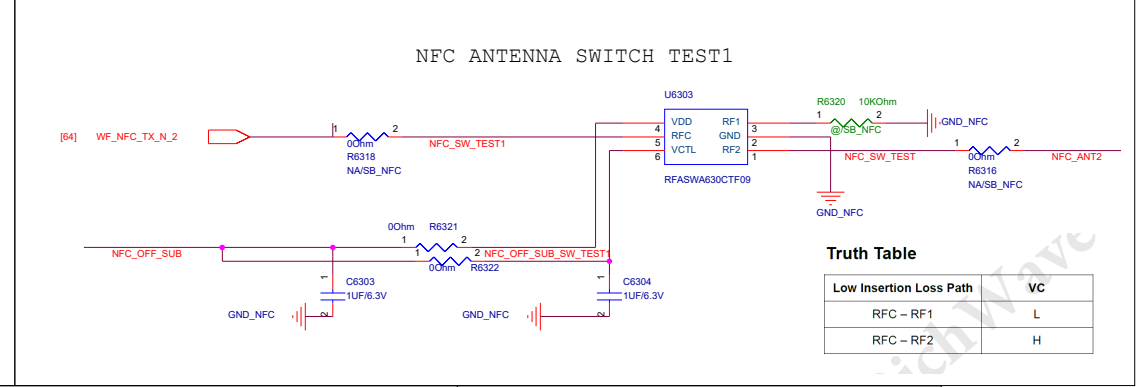 NFC ANTENNA SWITCH TEST1
U6303
R6320 10KOhm
[64] WF_NFC_TX_N_2
1 2
0Ohm
R6318
NA/SB_NFC
NFC_SW_TEST1
VDD RF1
RFC GND
VCTL RF2
4 3
5 2
6 1
RFASWA630CTF09
1 2
@/SB_NFC
GND_NFC
NFC_SW_TEST
1 2
0Ohm
R6316
NA/SB_NFC
NFC_ANT2
GND_NFC
0Ohm R6321
1 2
NFC_OFF_SUB
1 2 NFC_OFF_SUB_SW_TEST1
0Ohm R6322
1 C6303
1UF/6.3V
2
GND_NFC
1 C6304
1UF/6.3V
2
GND_NFC
Truth Table
Low Insertion Loss Path VC
RFC – RF1 L
RFC – RF2 H
RichWave